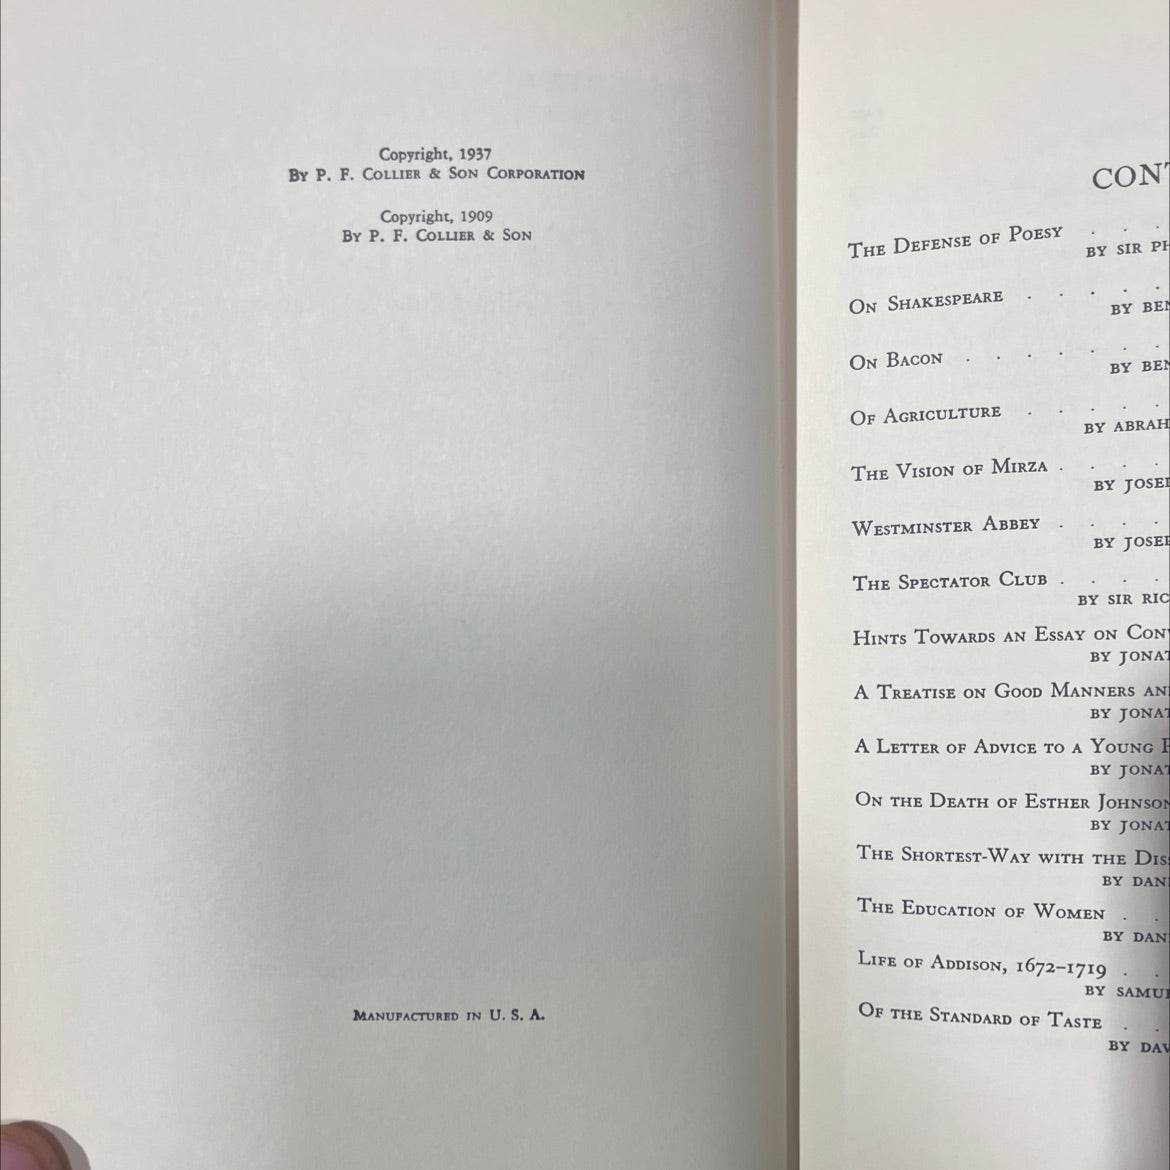 Copyright, 1937
By P. F. Collier & Son Corporation
Copyright, 1909
By P. F. Collier & Son
Manufactured in U. S. A.
The Defense of Poesy . . .
BY SIR
On Shakespeare . . . . .
BY
On Bacon . . . . . . .
BY
Of Agriculture . . . . .
BY
The Vision of Mirza . . . .
BY
Westminster Abbey . . . .
BY
The Spectator Club . . . .
BY SIR
Hints Towards an Essay on
BY
A Treatise on Good Manners
BY
A Letter of Advice to a Young
BY
On the Death of Esther Johnson
BY
The Shortest-Way with the
BY
The Education of Women . .
BY
Life of Addison, 1672–1719 . .
BY
Of the Standard of Taste . .
BY